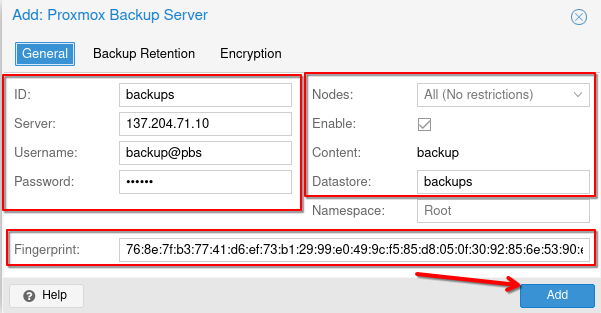 Add: Proxmox Backup Server
General Backup Retention Encryption
ID: backups
Server: 137.204.71.10
Username: backup@pbs
Password: ••••••
Nodes: All (No restrictions)
Enable:
Content: backup
Datastore: backups
Namespace: Root
Fingerprint: 76:8e:7f:b3:77:41:d6:ef:73:b1:29:99:e0:49:9c:f5:85:d8:05:0f:30:92:85:6e:53:90:e
Help
Add